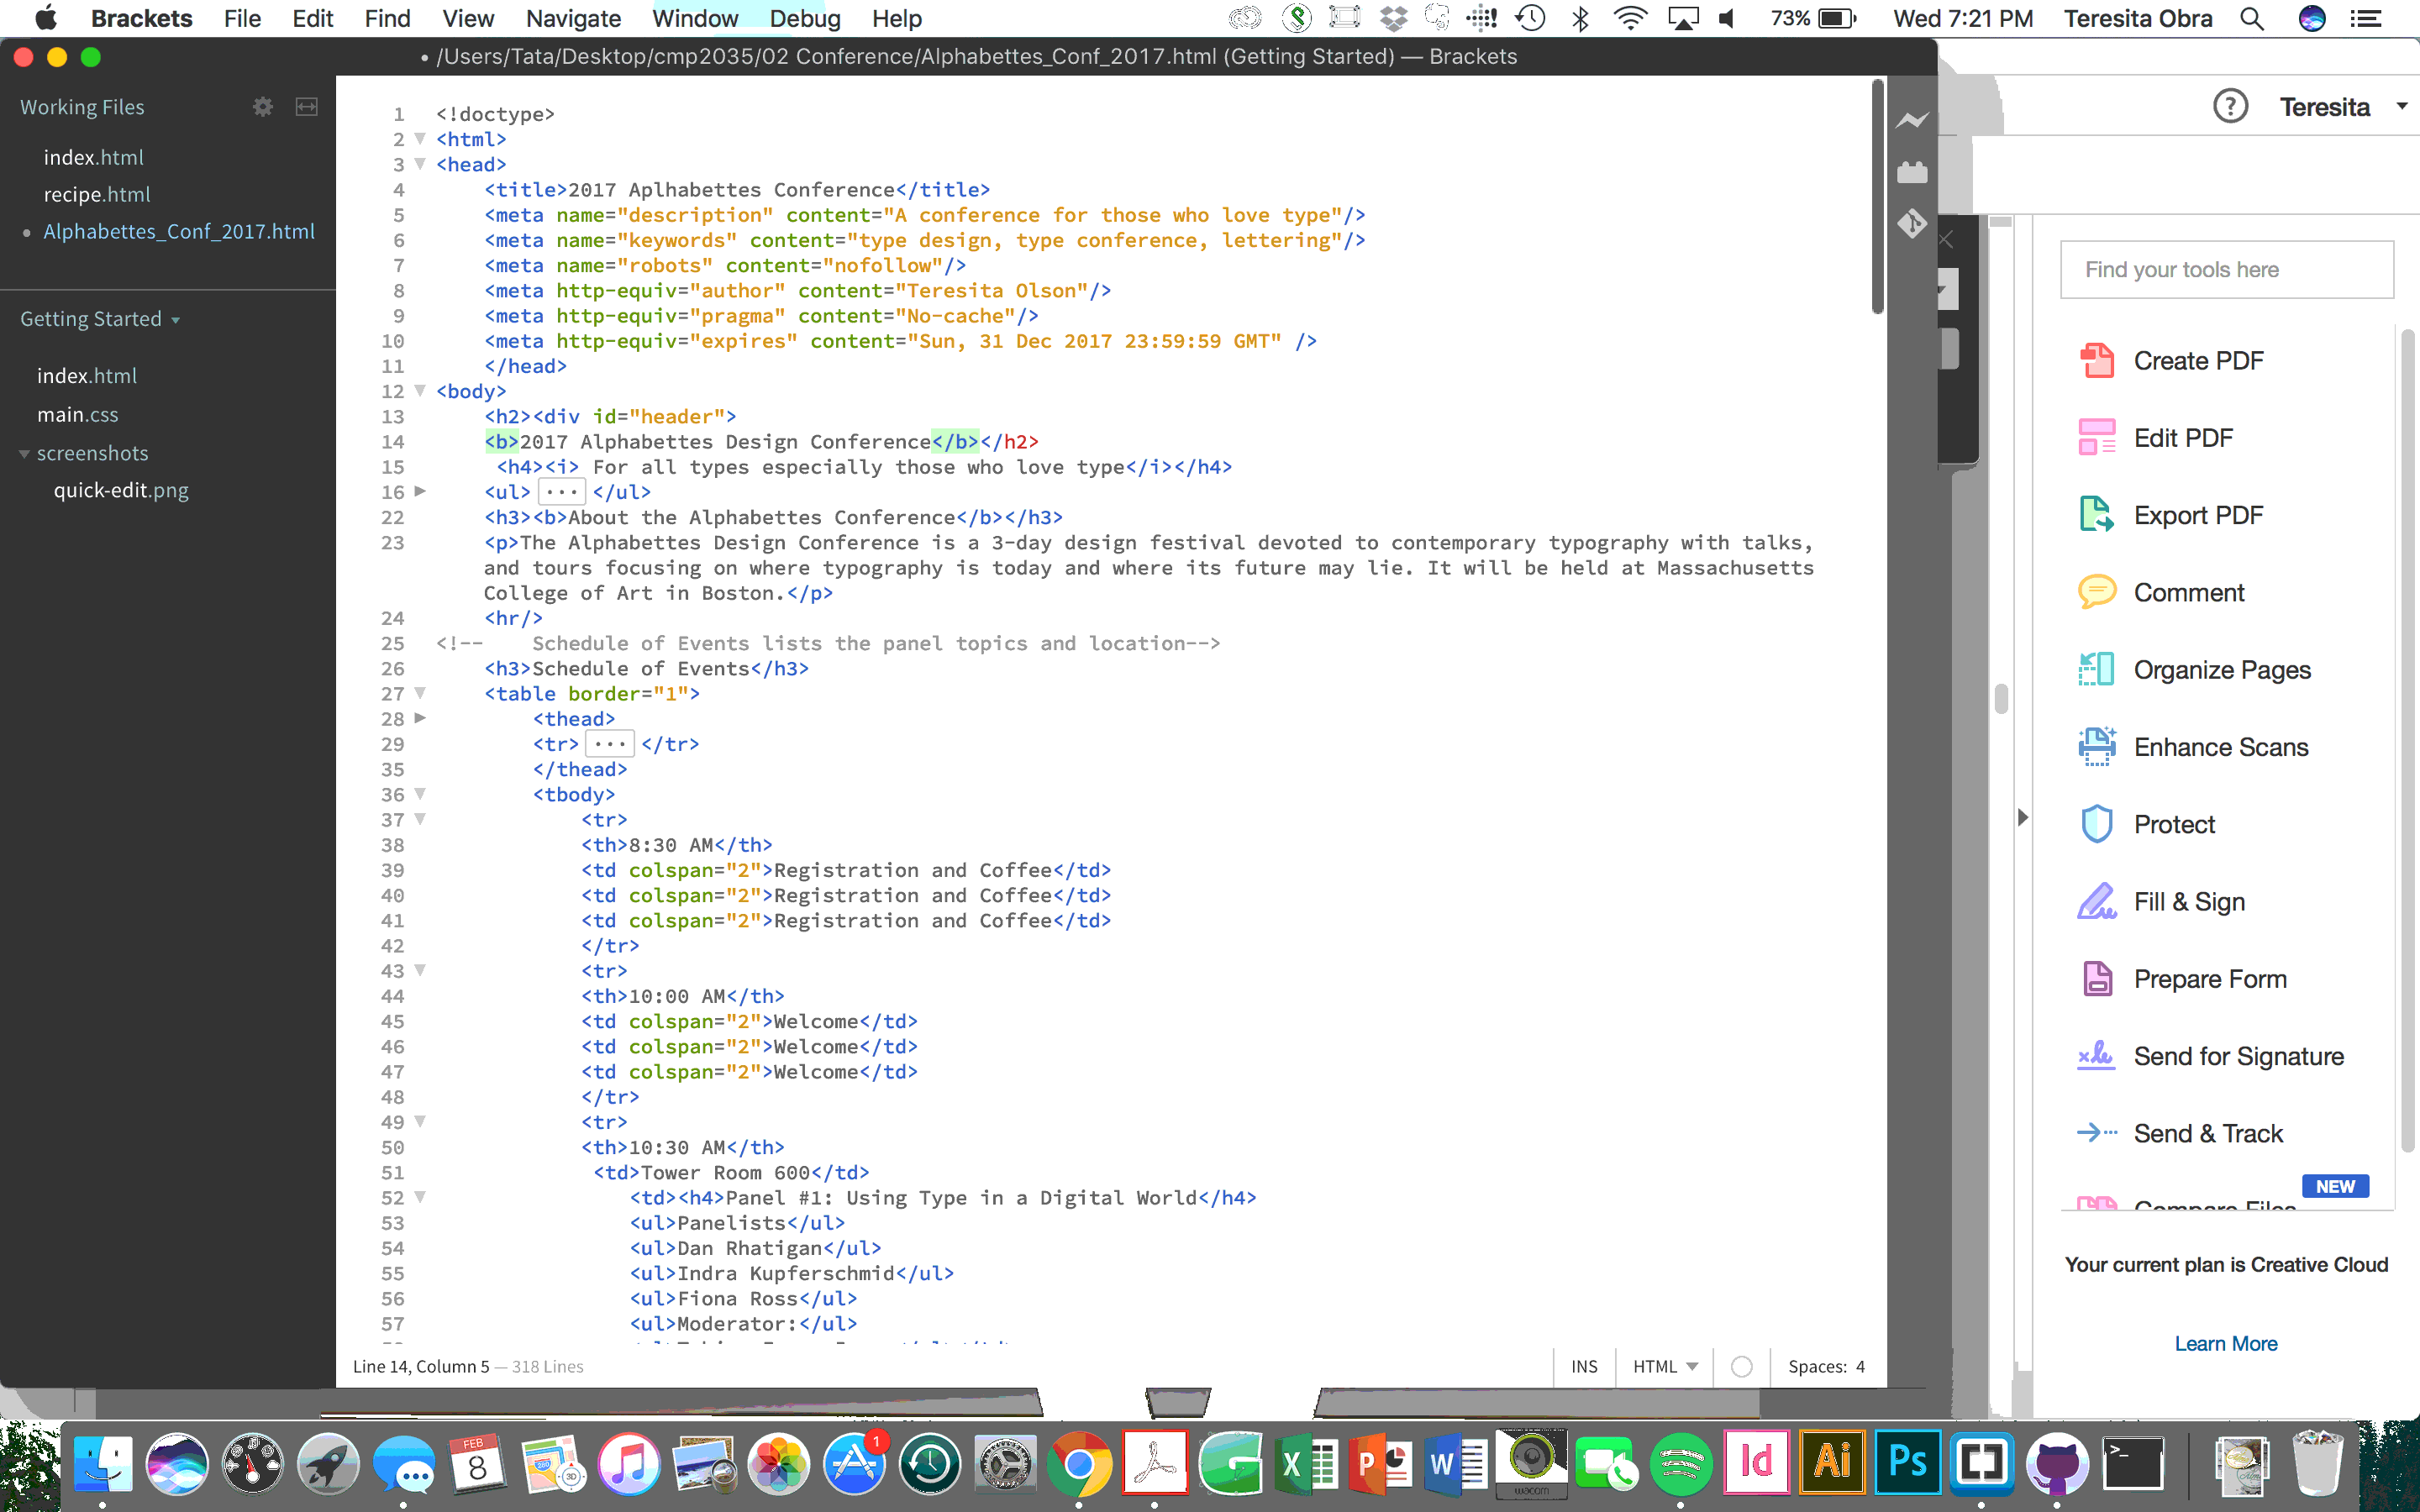 Brackets File Edit Find View Navigate Window Debug Help 73% Wed 7:21 PM Teresita Obra
• /Users/Tata/Desktop/cmp2035/02 Conference/Alphabettes_Conf_2017.html (Getting Started) — Brackets
Working Files
index.html
recipe.html
Alphabettes_Conf_2017.html
Getting Started
index.html
main.css
screenshots
quick-edit.png
1 <!doctype>
2 <html>
3 <head>
4 <title>2017 Aplhabettes Conference</title>
5 <meta name="description" content="A conference for those who love type"/>
6 <meta name="keywords" content="type design, type conference, lettering"/>
7 <meta name="robots" content="nofollow"/>
8 <meta http-equiv="author" content="Teresita Olson"/>
9 <meta http-equiv="pragma" content="No-cache"/>
10 <meta http-equiv="expires" content="Sun, 31 Dec 2017 23:59:59 GMT" />
11 </head>
12 <body>
13 <h2><div id="header">
14 <b>2017 Alphabettes Design Conference</b></h2>
15 <h4><i> For all types especially those who love type</i></h4>
16 <ul> ... </ul>
22 <h3><b>About the Alphabettes Conference</b></h3>
23 <p>The Alphabettes Design Conference is a 3-day design festival devoted to contemporary typography with talks,
and tours focusing on where typography is today and where its future may lie. It will be held at Massachusetts
College of Art in Boston.</p>
24 <hr/>
25 <!-- Schedule of Events lists the panel topics and location-->
26 <h3>Schedule of Events</h3>
27 <table border="1">
28 <thead>
29 <tr> ... </tr>
35 </thead>
36 <tbody>
37 <tr>
38 <th>8:30 AM</th>
39 <td colspan="2">Registration and Coffee</td>
40 <td colspan="2">Registration and Coffee</td>
41 <td colspan="2">Registration and Coffee</td>
42 </tr>
43 <tr>
44 <th>10:00 AM</th>
45 <td colspan="2">Welcome</td>
46 <td colspan="2">Welcome</td>
47 <td colspan="2">Welcome</td>
48 </tr>
49 <tr>
50 <th>10:30 AM</th>
51 <td>Tower Room 600</td>
52 <td><h4>Panel #1: Using Type in a Digital World</h4>
53 <ul>Panelists</ul>
54 <ul>Dan Rhatigan</ul>
55 <ul>Indra Kupferschmid</ul>
56 <ul>Fiona Ross</ul>
57 <ul>Moderator:</ul>
Line 14, Column 5 — 318 Lines
INS HTML Spaces: 4
Teresita
Find your tools here
Create PDF
Edit PDF
Export PDF
Comment
Organize Pages
Enhance Scans
Protect
Fill & Sign
Prepare Form
Send for Signature
Send & Track
NEW
Compare Files
Your current plan is Creative Cloud
Learn More
FEB
8
3D
1
X
P
W
wacom
Id
Ai
Ps